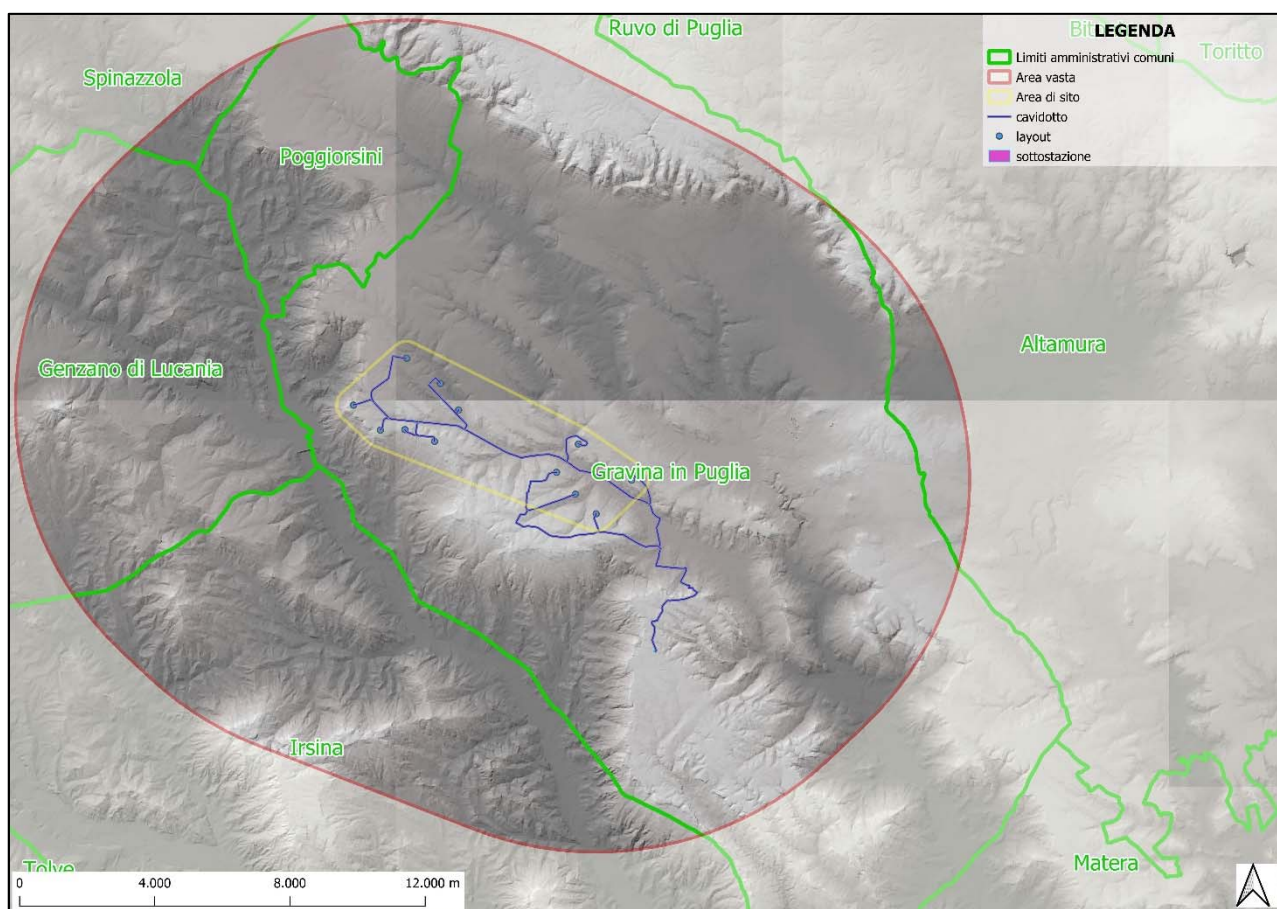 Ruvo di Puglia
Toritto
LEGENDA
Limiti amministrativi comuni
Area vasta
Area di sito
cavidotto
layout
sottostazione
Spinazzola
Poggiorsini
Genzano di Lucania
Altamura
Gravina in Puglia
Irsina
Tolve
Matera
0 4.000 8.000 12.000 m